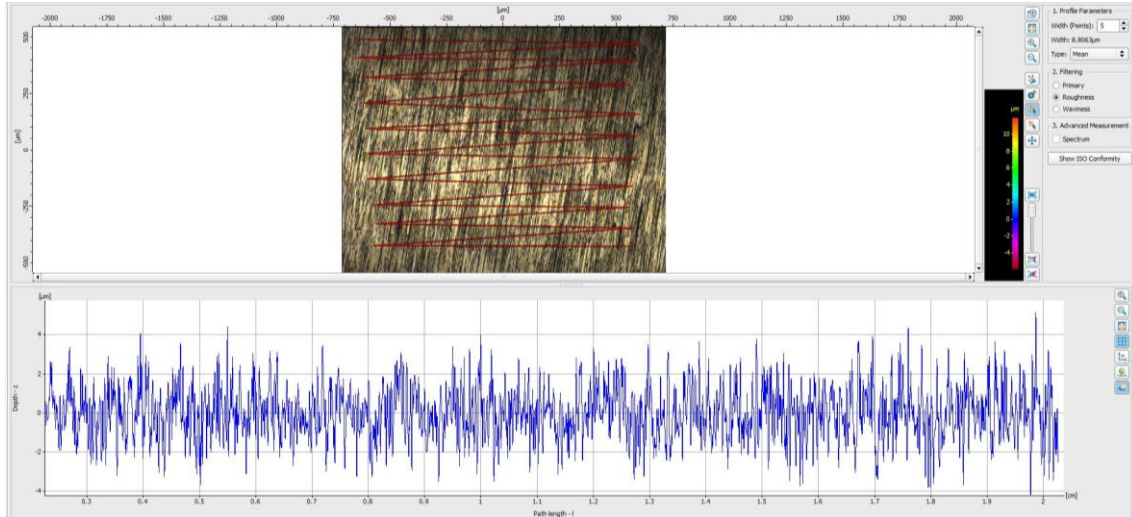 [µm]
-2000 -1750 -1500 -1250 -1000 -750 -500 -250 0 250 500 750 1000 1250 1500 1750 2000
[µm]
500
250
0
-250
-500
µm
10
8
6
4
2
0
-2
-4
1. Profile Parameters
Width (Points): 5
Width: 8.8063µm
Type: Mean
2. Filtering
Primary
Roughness
Waviness
3. Advanced Measurement
Spectrum
Show ISO Conformity
[µm]
4
2
0
-2
-4
Depth - z
0.3 0.4 0.5 0.6 0.7 0.8 0.9 1 1.1 1.2 1.3 1.4 1.5 1.6 1.7 1.8 1.9 2 [cm]
Path length - l